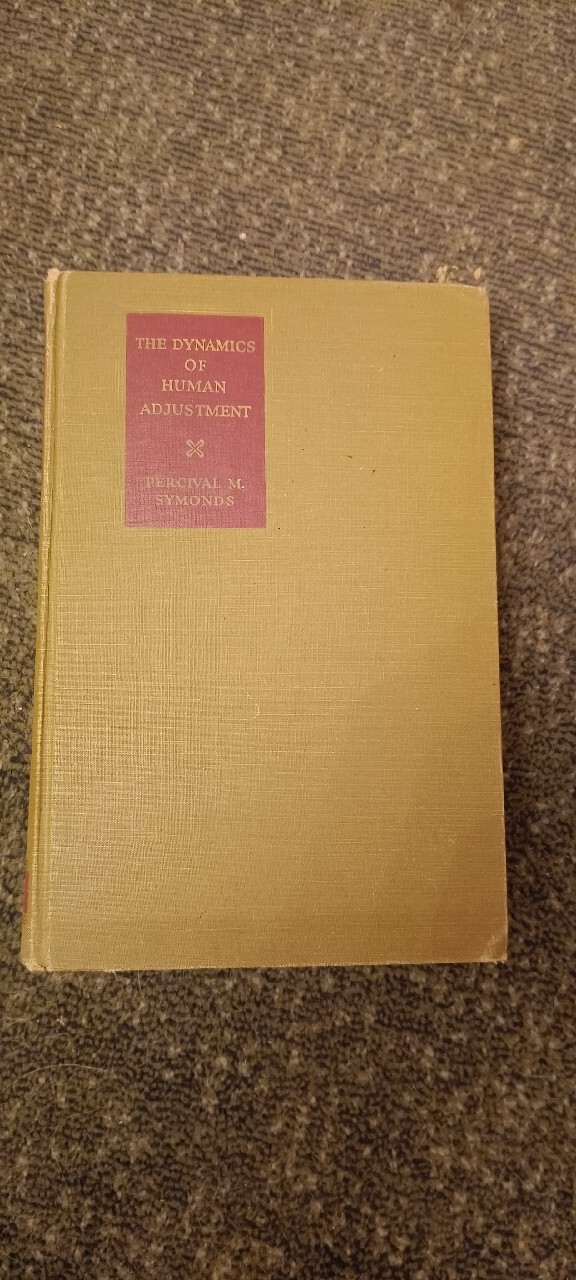 THE DYNAMICS
OF
HUMAN
ADJUSTMENT
PERCIVAL M.
SYMONDS